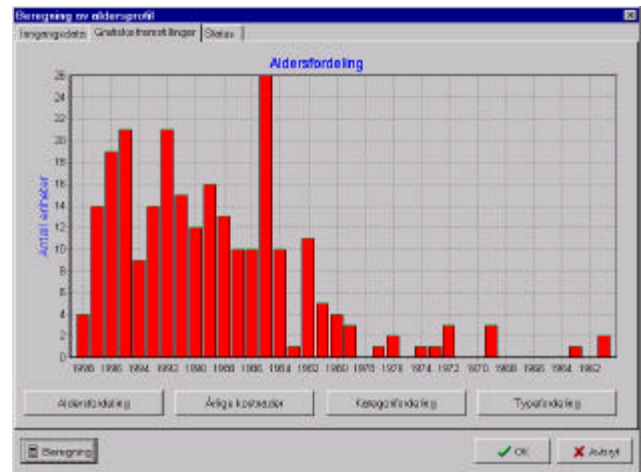 Beregning av aldersprofil
Inngangsdata Grafiske framstillinger Status
Aldersfordeling
Antall enheter
26
24
22
20
18
16
14
12
10
8
6
4
2
0
1998 1996 1994 1992 1990 1988 1986 1984 1982 1980 1978 1976 1974 1972 1970 1968 1966 1964 1962
Aldersfordeling Årlige kostnader Kategorifordeling Typefordeling
Beregning OK Avbryt